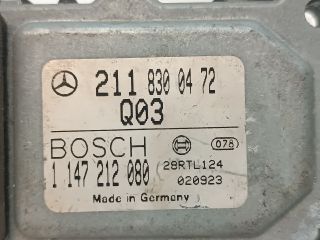 211 830 04 72
Q03
BOSCH 078
1 147 212 080 28RTL124
020923
Made in Germany